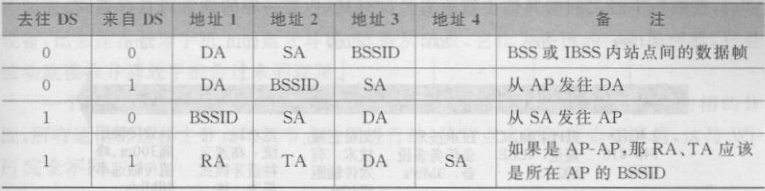 去往 DS 来自 DS 地址 1 地址 2 地址 3 地址 4 备 注
0 0 DA SA BSSID BSS 或 IBSS 内站点间的数据帧
0 1 DA BSSID SA 从 AP 发往 DA
1 0 BSSID SA DA 从 SA 发往 AP
1 1 RA TA DA SA 如果是 AP-AP,那 RA、TA 应该
是所在 AP 的 BSSID